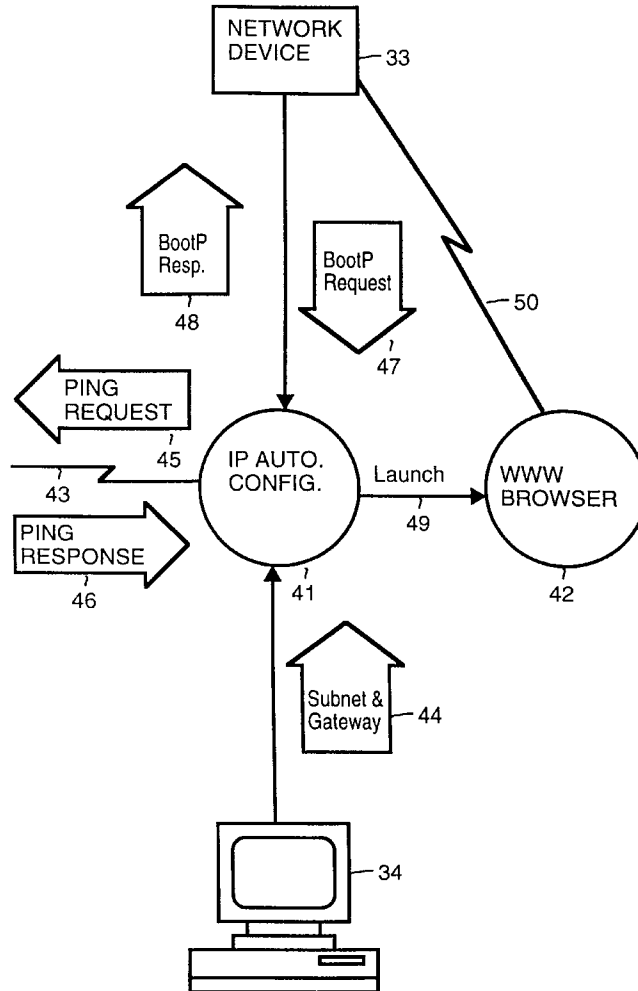 NETWORK
DEVICE
33
BootP
Resp.
48
BootP
Request
47
50
PING
REQUEST
45
43
PING
RESPONSE
46
IP AUTO.
CONFIG.
41
Launch
49
WWW
BROWSER
42
Subnet &
Gateway
44
34